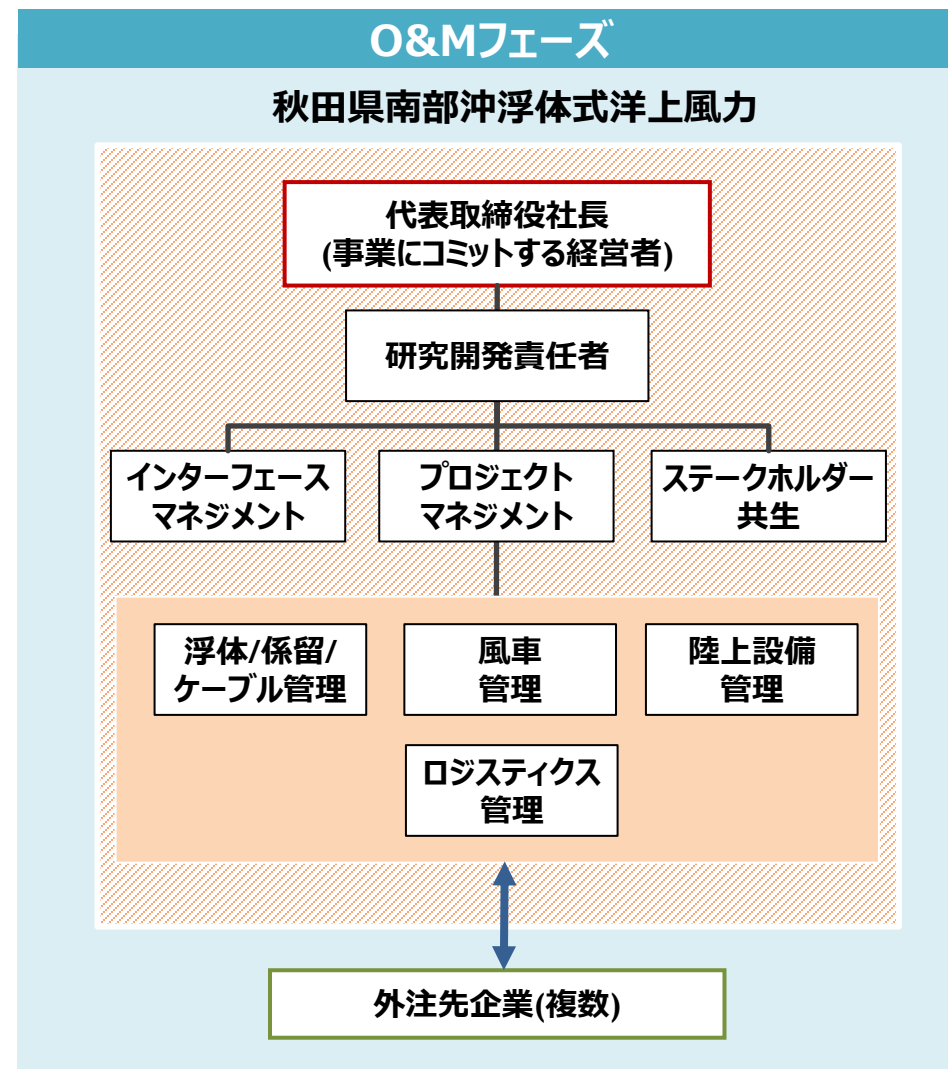 O&Mフェーズ
秋田県南部沖浮体式洋上風力
代表取締役社長
(事業にコミットする経営者)
研究開発責任者
インターフェース
マネジメント
プロジェクト
マネジメント
ステークホルダー
共生
浮体/係留/
ケーブル管理
風車
管理
陸上設備
管理
ロジスティクス
管理
外注先企業(複数)